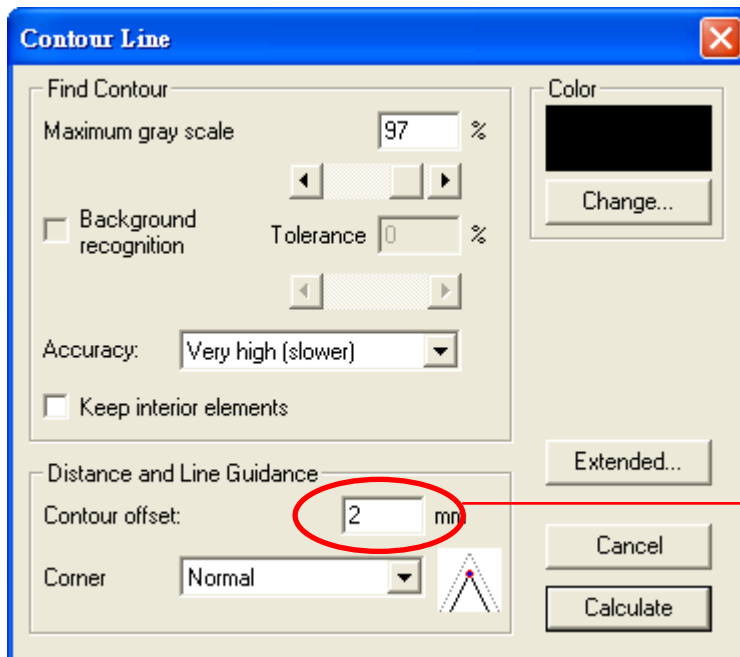 Contour Line
Find Contour
Maximum gray scale 97 %
Background
recognition
Tolerance 0 %
Accuracy: Very high (slower)
Keep interior elements
Color
Change...
Distance and Line Guidance
Contour offset: 2 mm
Corner Normal
Extended...
Cancel
Calculate